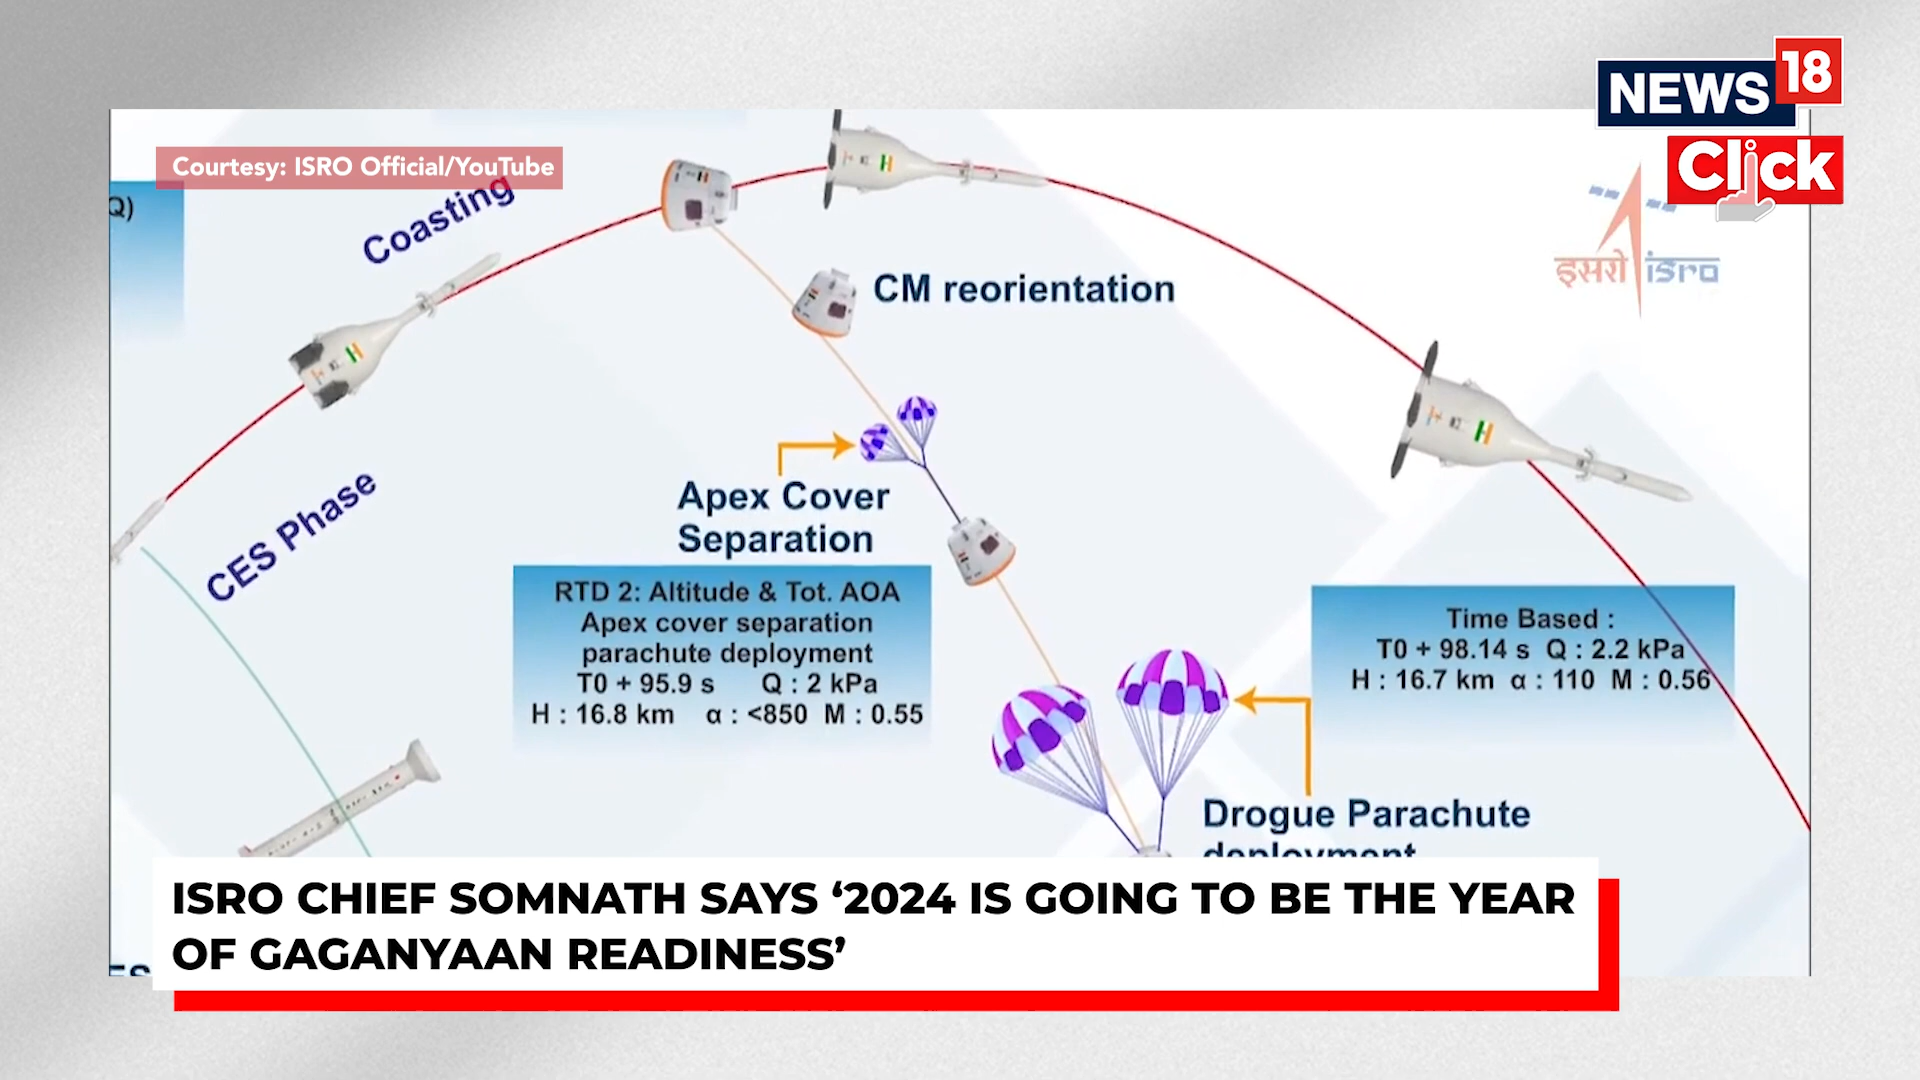 NEWS 18
Click
Courtesy: ISRO Official/YouTube
Q)
Coasting
CM reorientation
इसरो isro
CES Phase
Apex Cover
Separation
RTD 2: Altitude & Tot. AOA
Apex cover separation
parachute deployment
T0 + 95.9 s Q : 2 kPa
H : 16.8 km α : <850 M : 0.55
Time Based :
T0 + 98.14 s Q : 2.2 kPa
H : 16.7 km α : 110 M : 0.56
Drogue Parachute
deployment
ISRO CHIEF SOMNATH SAYS ‘2024 IS GOING TO BE THE YEAR
OF GAGANYAAN READINESS’